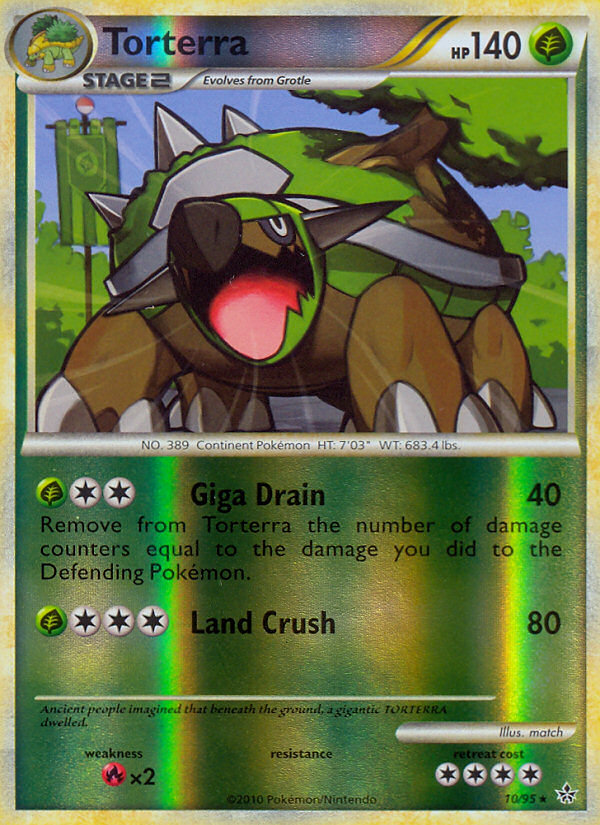 Torterra
HP 140
STAGE 2 Evolves from Grotle
NO. 389 Continent Pokémon HT: 7'03" WT: 683.4 lbs.
Giga Drain 40
Remove from Torterra the number of damage
counters equal to the damage you did to the
Defending Pokémon.
Land Crush 80
Ancient people imagined that beneath the ground, a gigantic TORTERRA
dwelled.
Illus. match
weakness resistance retreat cost
×2
©2010 Pokémon/Nintendo 10/95 ★